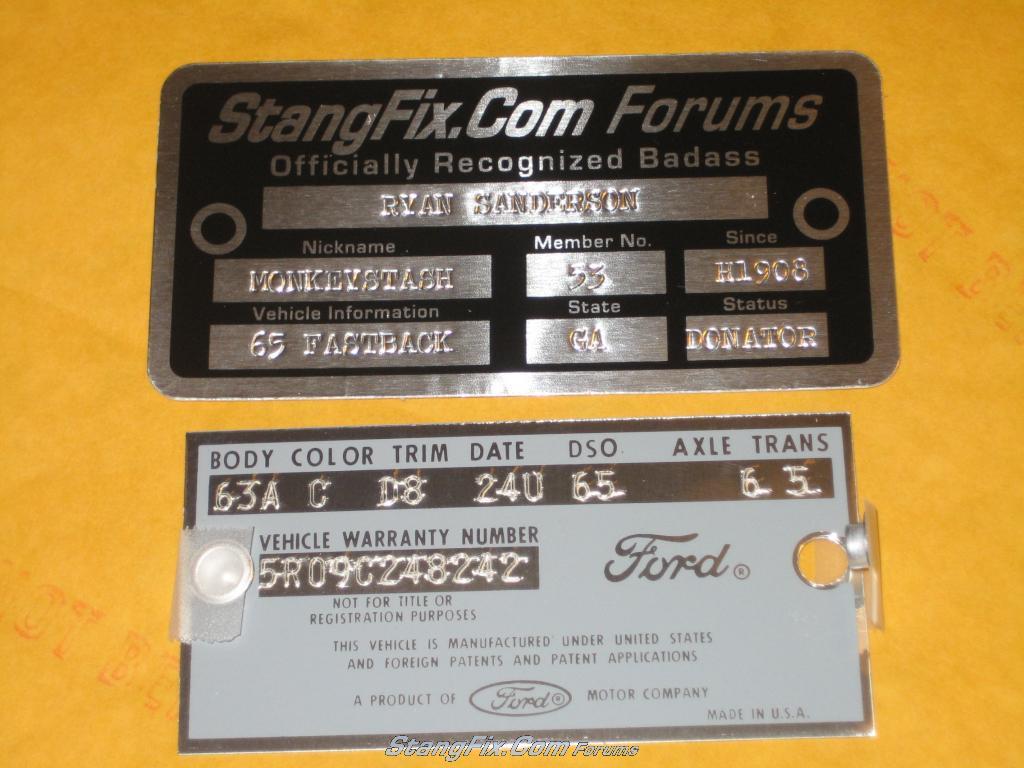 StangFix.Com Forums
Officially Recognized Badass
RYAN SANDERSON
Nickname Member No. Since
MONKEYSTASH 53 H1908
Vehicle Information State Status
65 FASTBACK GA DONATOR
BODY COLOR TRIM DATE DSO. AXLE TRANS
63A C D8 24U 65 6 5
VEHICLE WARRANTY NUMBER
5R09C248242
Ford ®
NOT FOR TITLE OR
REGISTRATION PURPOSES
THIS VEHICLE IS MANUFACTURED UNDER UNITED STATES
AND FOREIGN PATENTS AND PATENT APPLICATIONS
A PRODUCT OF Ford ® MOTOR COMPANY
MADE IN U.S.A.
StangFix.Com Forums